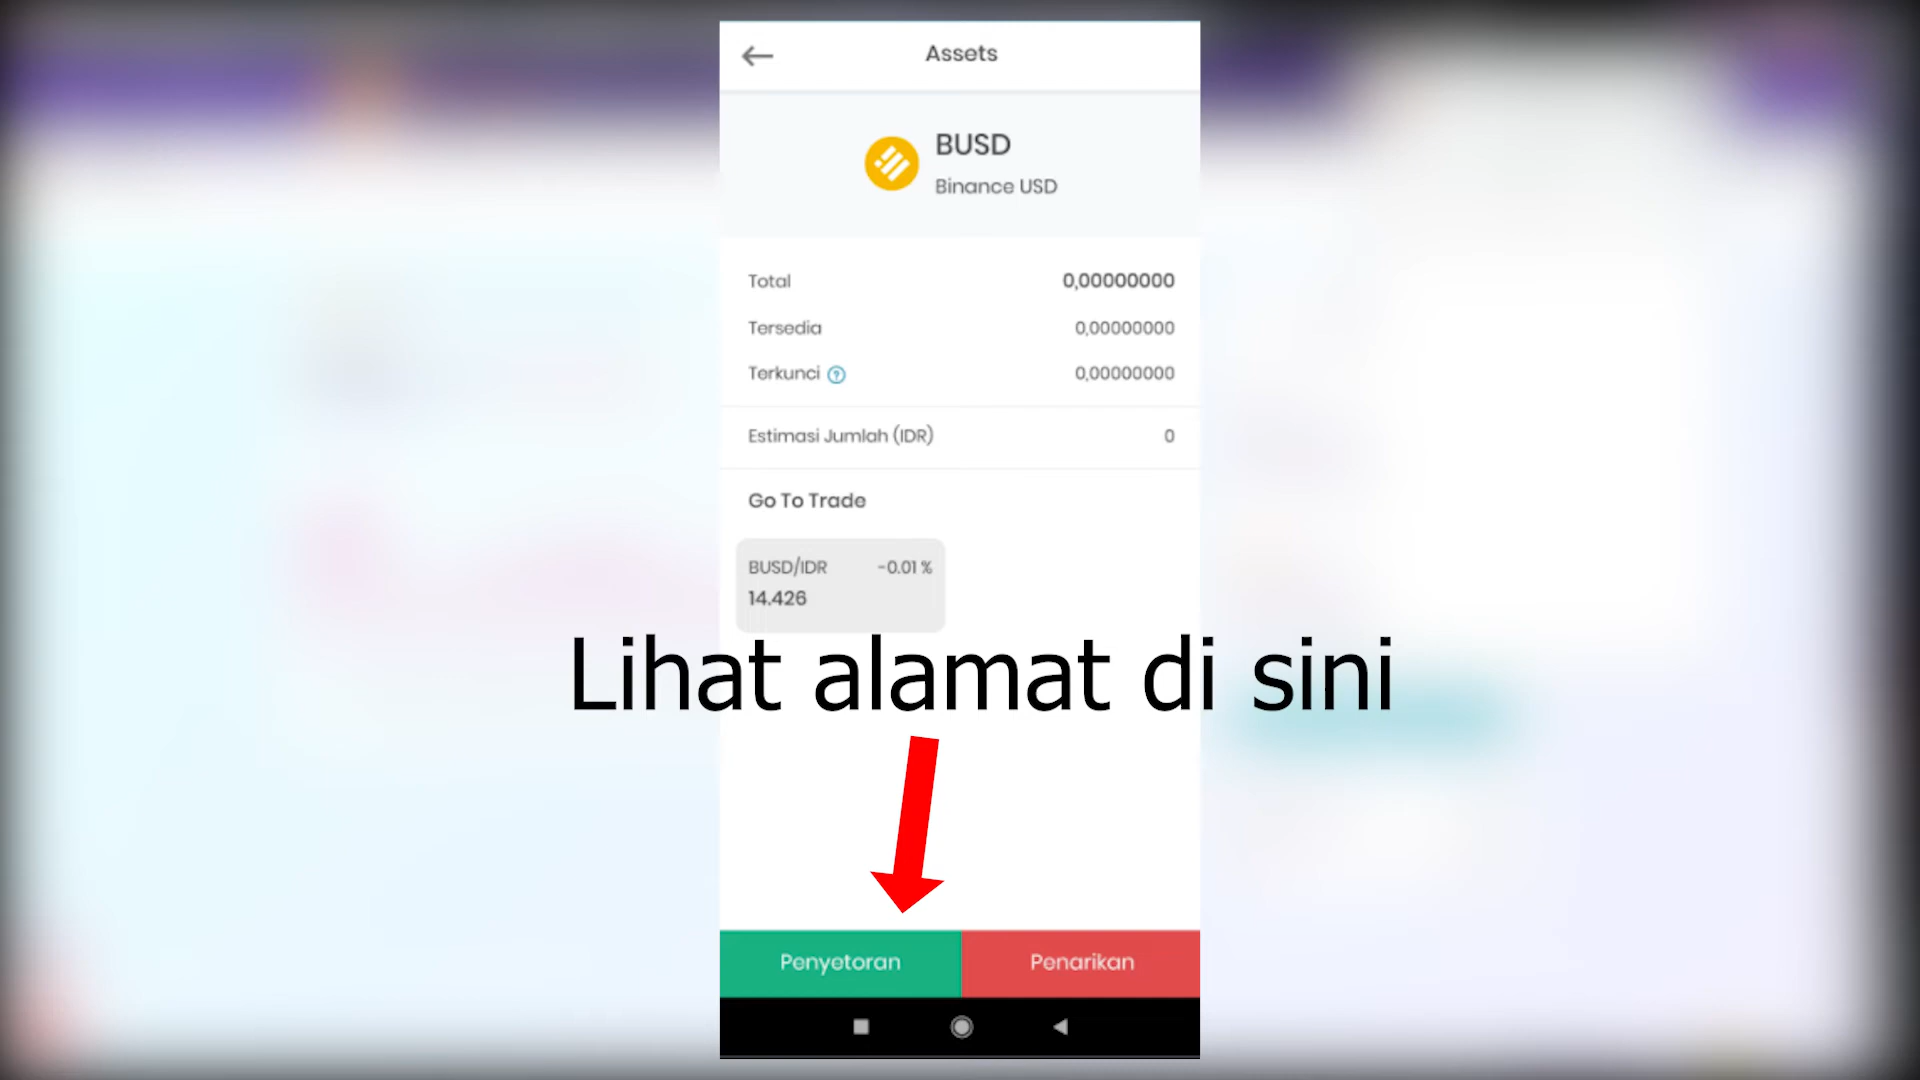 Assets
BUSD
Binance USD
Total 0,00000000
Tersedia 0,00000000
Terkunci ? 0,00000000
Estimasi Jumlah (IDR) 0
Go To Trade
BUSD/IDR -0.01 %
14.426
Lihat alamat di sini
Penyetoran Penarikan